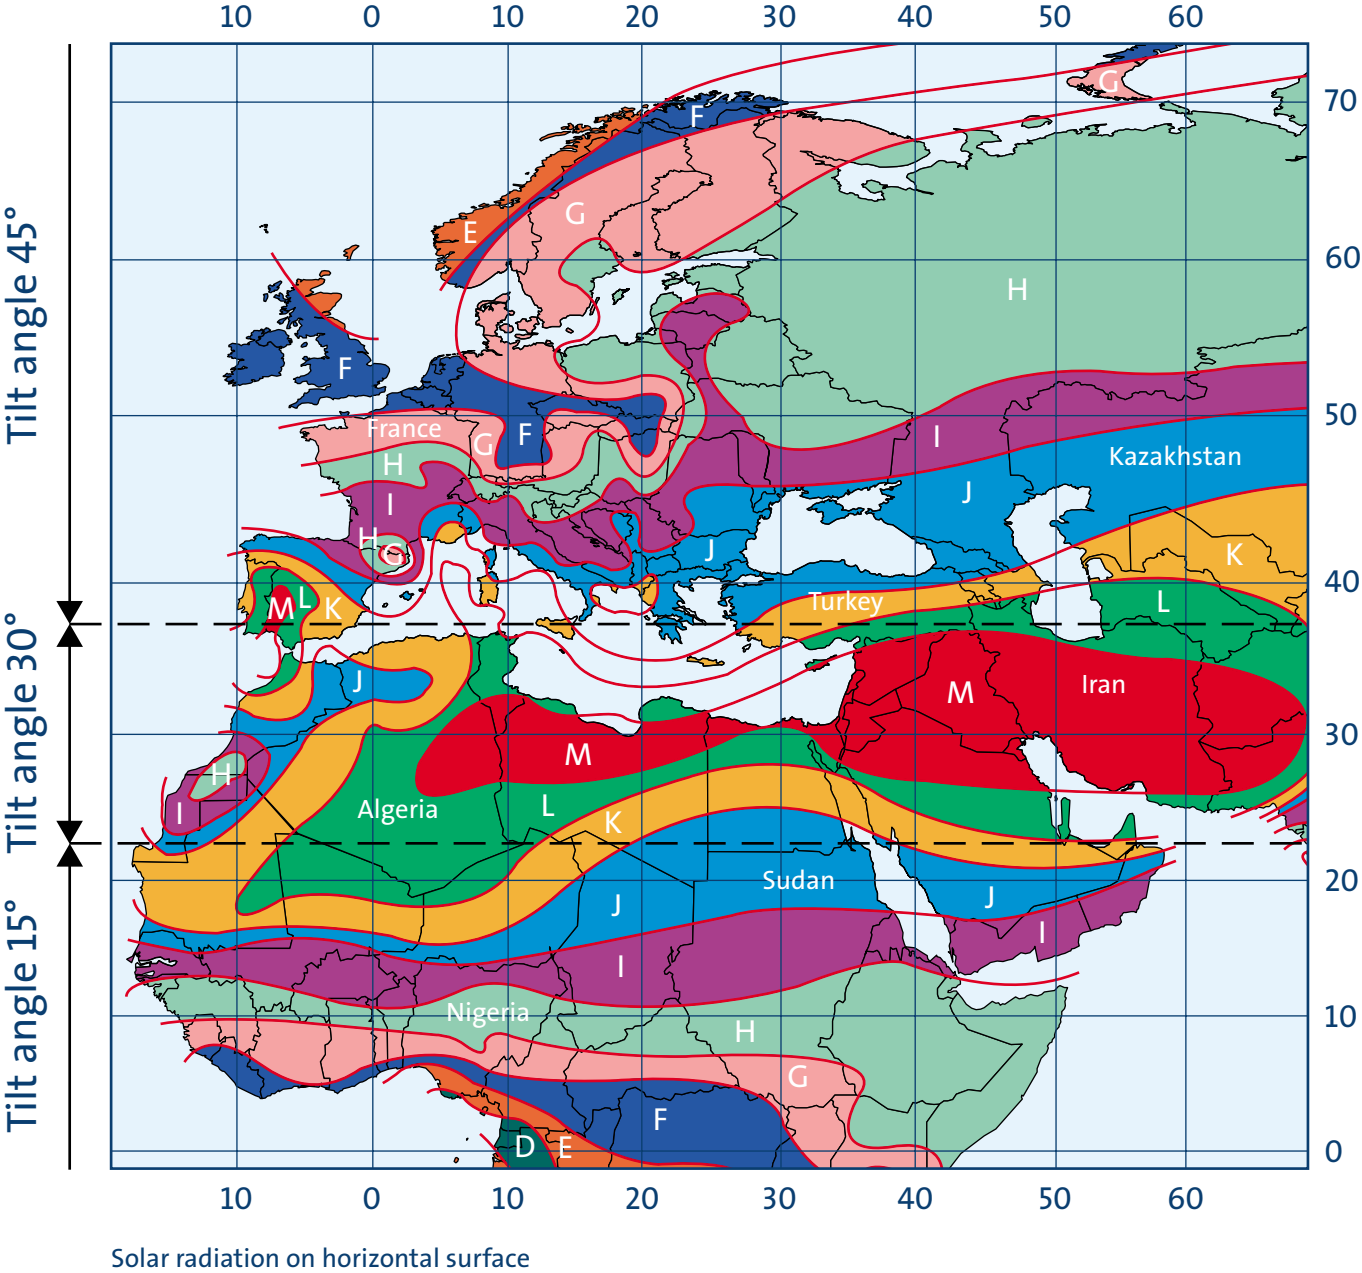 10 0 10 20 30 40 50 60
G
70
F
Tilt angle 45°
G
E
60
H
F
50
France
F
G
I
H
Kazakhstan
I
J
H
G
J
K
40
L
M
K
Turkey
L
Tilt angle 30°
J
Iran
M
30
M
H
Algeria
L
I
K
20
Sudan
J
J
Tilt angle 15°
I
I
Nigeria
10
H
G
F
D
E
0
10 0 10 20 30 40 50 60
Solar radiation on horizontal surface